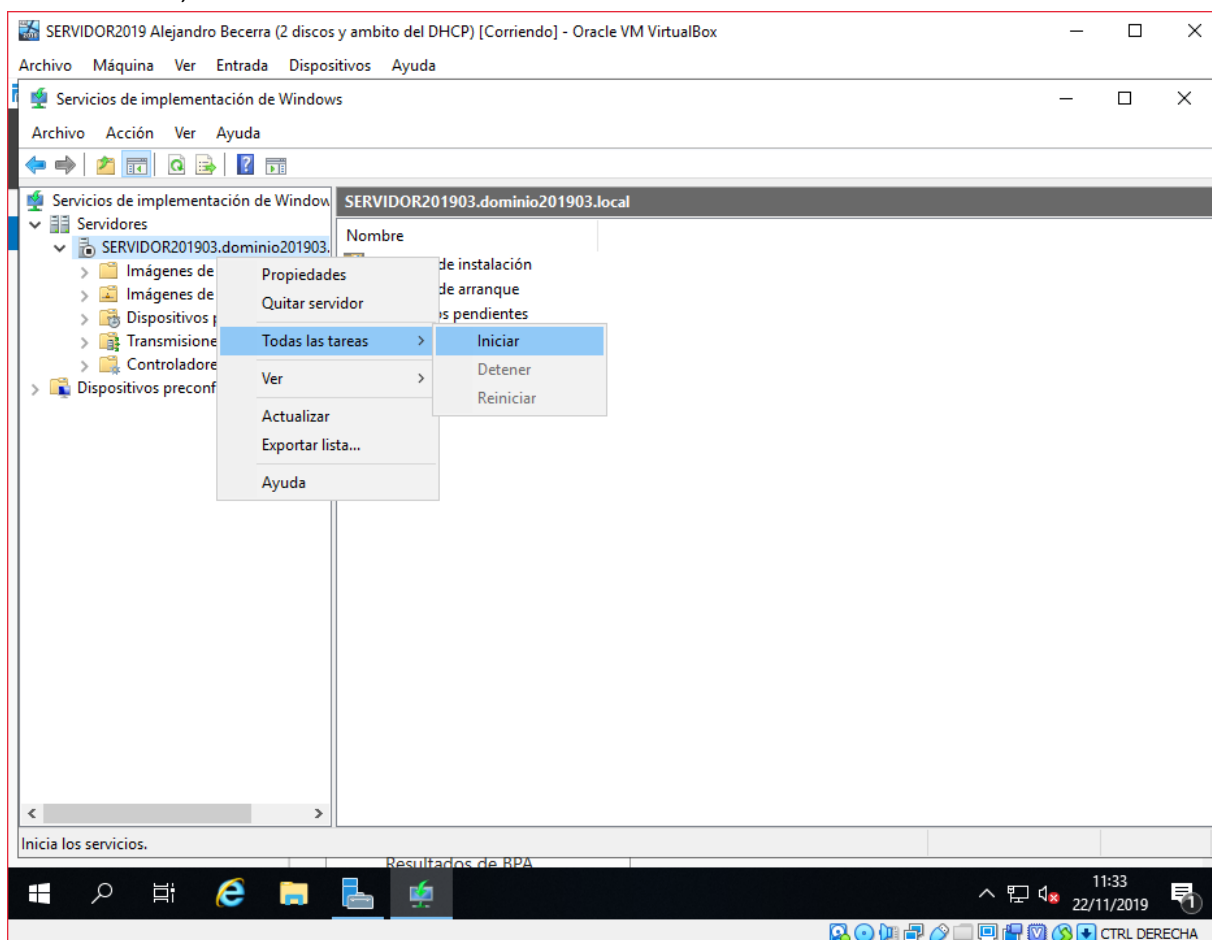 SERVIDOR2019 Alejandro Becerra (2 discos y ambito del DHCP) [Corriendo] - Oracle VM VirtualBox
Archivo Máquina Ver Entrada Dispositivos Ayuda
Servicios de implementación de Windows
Archivo Acción Ver Ayuda
Servicios de implementación de Window
Servidores
SERVIDOR201903.dominio201903.
Imágenes de
Imágenes de
Dispositivos p
Transmisione
Controladore
Dispositivos preconf
SERVIDOR201903.dominio201903.local
Nombre
de instalación
de arranque
os pendientes
Propiedades
Quitar servidor
Todas las tareas
Ver
Actualizar
Exportar lista...
Ayuda
Iniciar
Detener
Reiniciar
Inicia los servicios.
Resultados de BPA
11:33
22/11/2019
1
CTRL DERECHA